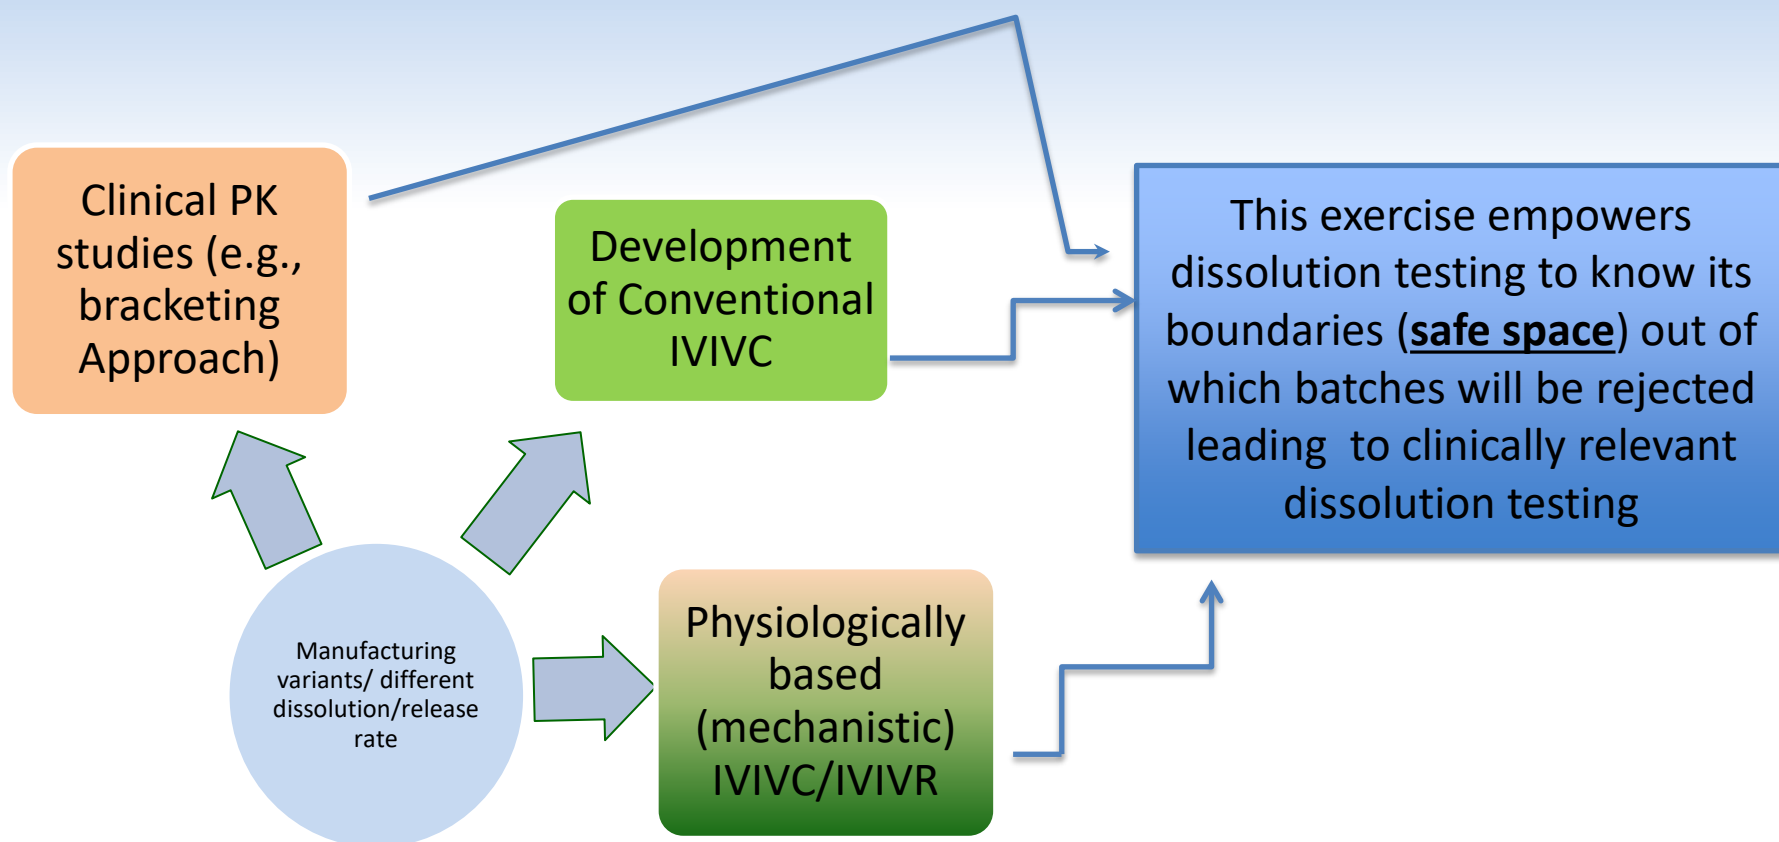 Clinical PK
studies (e.g.,
bracketing
Approach)
Development
of Conventional
IVIVC
This exercise empowers
dissolution testing to know its
boundaries (safe space) out of
which batches will be rejected
leading  to clinically relevant
dissolution testing
Manufacturing
variants/ different
dissolution/release
rate
Physiologically
based
(mechanistic)
IVIVC/IVIVR